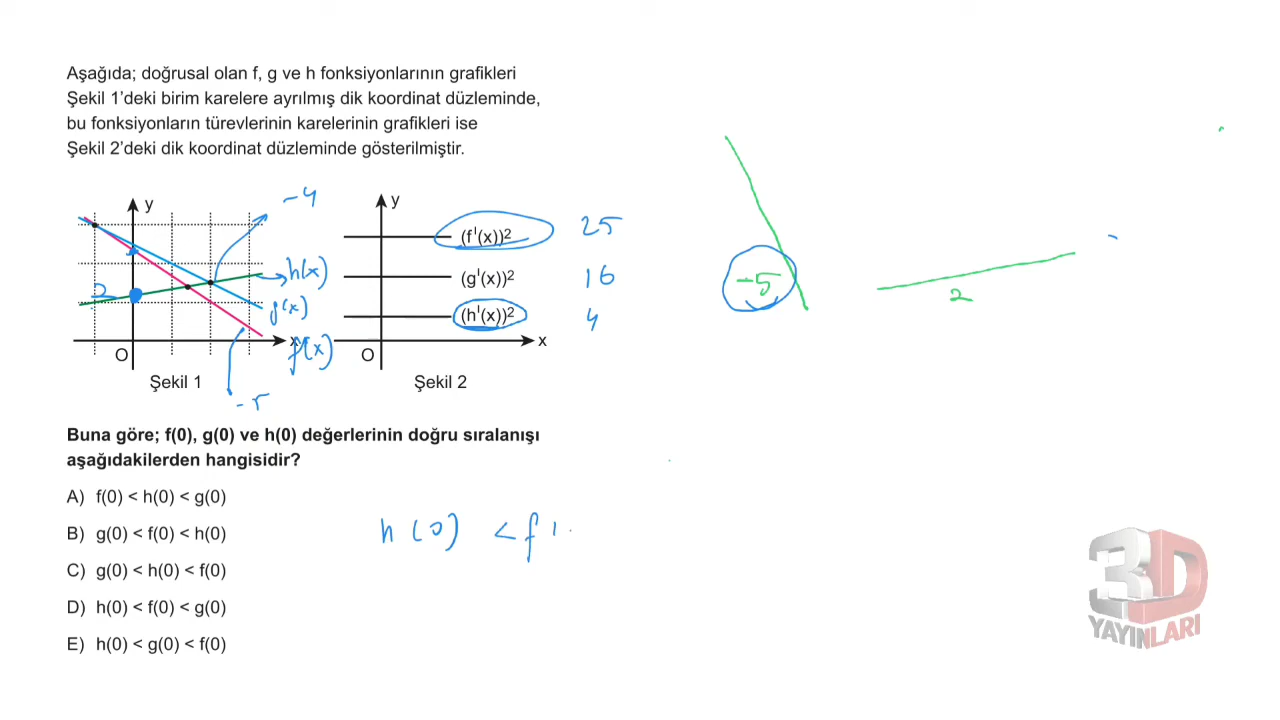 Aşağıda; doğrusal olan f, g ve h fonksiyonlarının grafikleri
Şekil 1'deki birim karelere ayrılmış dik koordinat düzleminde,
bu fonksiyonların türevlerinin karelerinin grafikleri ise
Şekil 2'deki dik koordinat düzleminde gösterilmiştir.
-4
y
y
(f'(x))2
25
h(x)
(g'(x))2
16
2
g(x)
(h'(x))2
4
-5
2
x
f(x)
x
O
O
Şekil 1
Şekil 2
-5
Buna göre; f(0), g(0) ve h(0) değerlerinin doğru sıralanışı
aşağıdakilerden hangisidir?
A) f(0) < h(0) < g(0)
B) g(0) < f(0) < h(0)
h(0) < f
C) g(0) < h(0) < f(0)
D) h(0) < f(0) < g(0)
E) h(0) < g(0) < f(0)
3D
YAYINLARI